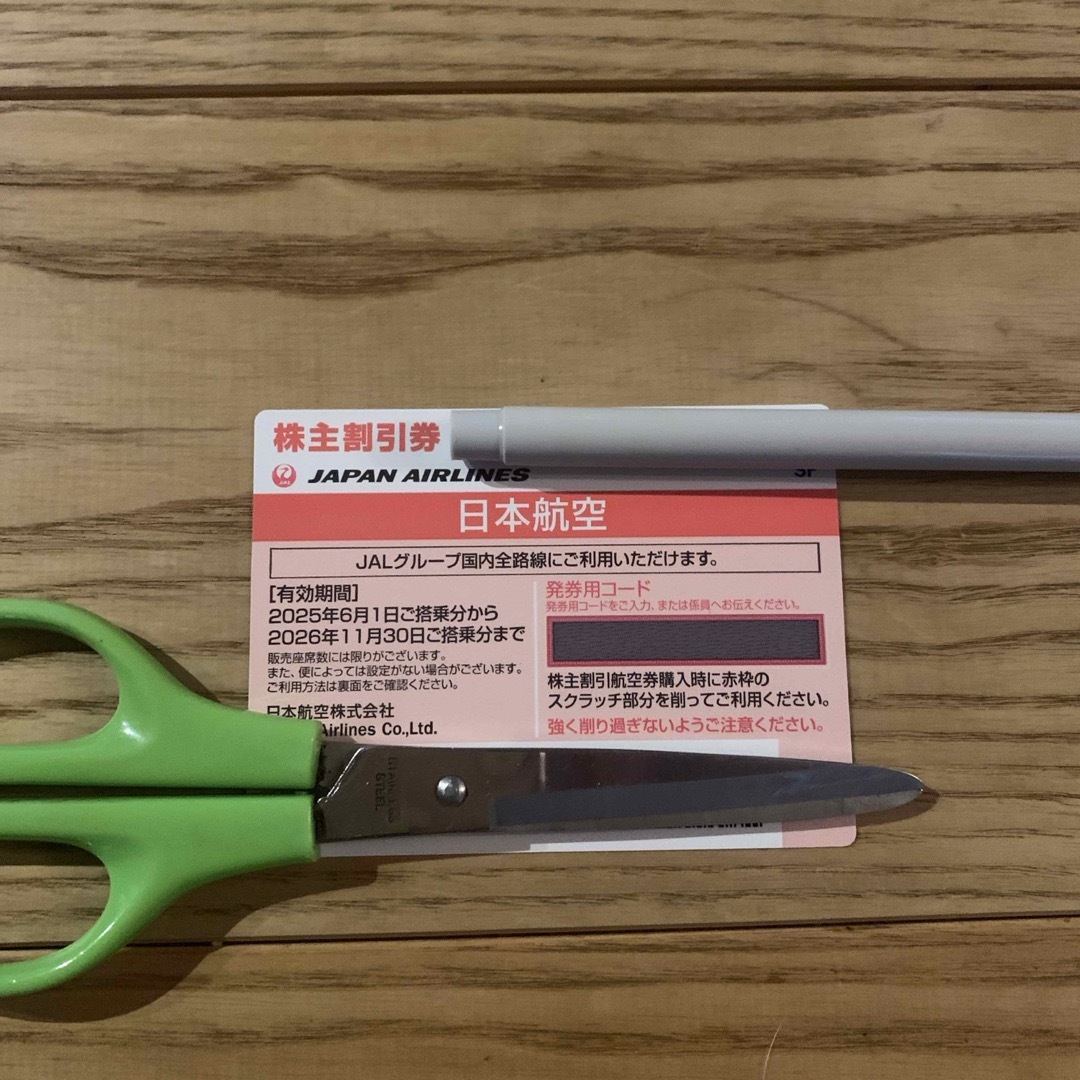 株主割引券
JAL JAPAN AIRLINES
日本航空
JALグループ国内全路線にご利用いただけます。
[有効期間]
2025年6月1日ご搭乗分から
2026年11月30日ご搭乗分まで
販売座席数には限りがございます。
また、便によっては設定がない場合がございます。
ご利用方法は裏面をご確認ください。
日本航空株式会社
Airlines Co.,Ltd.
発券用コード
発券用コードをご入力、または係員へお伝えください。
株主割引航空券購入時に赤枠の
スクラッチ部分を削ってご利用ください。
強く削り過ぎないようご注意ください。
STAINLESS
STEEL